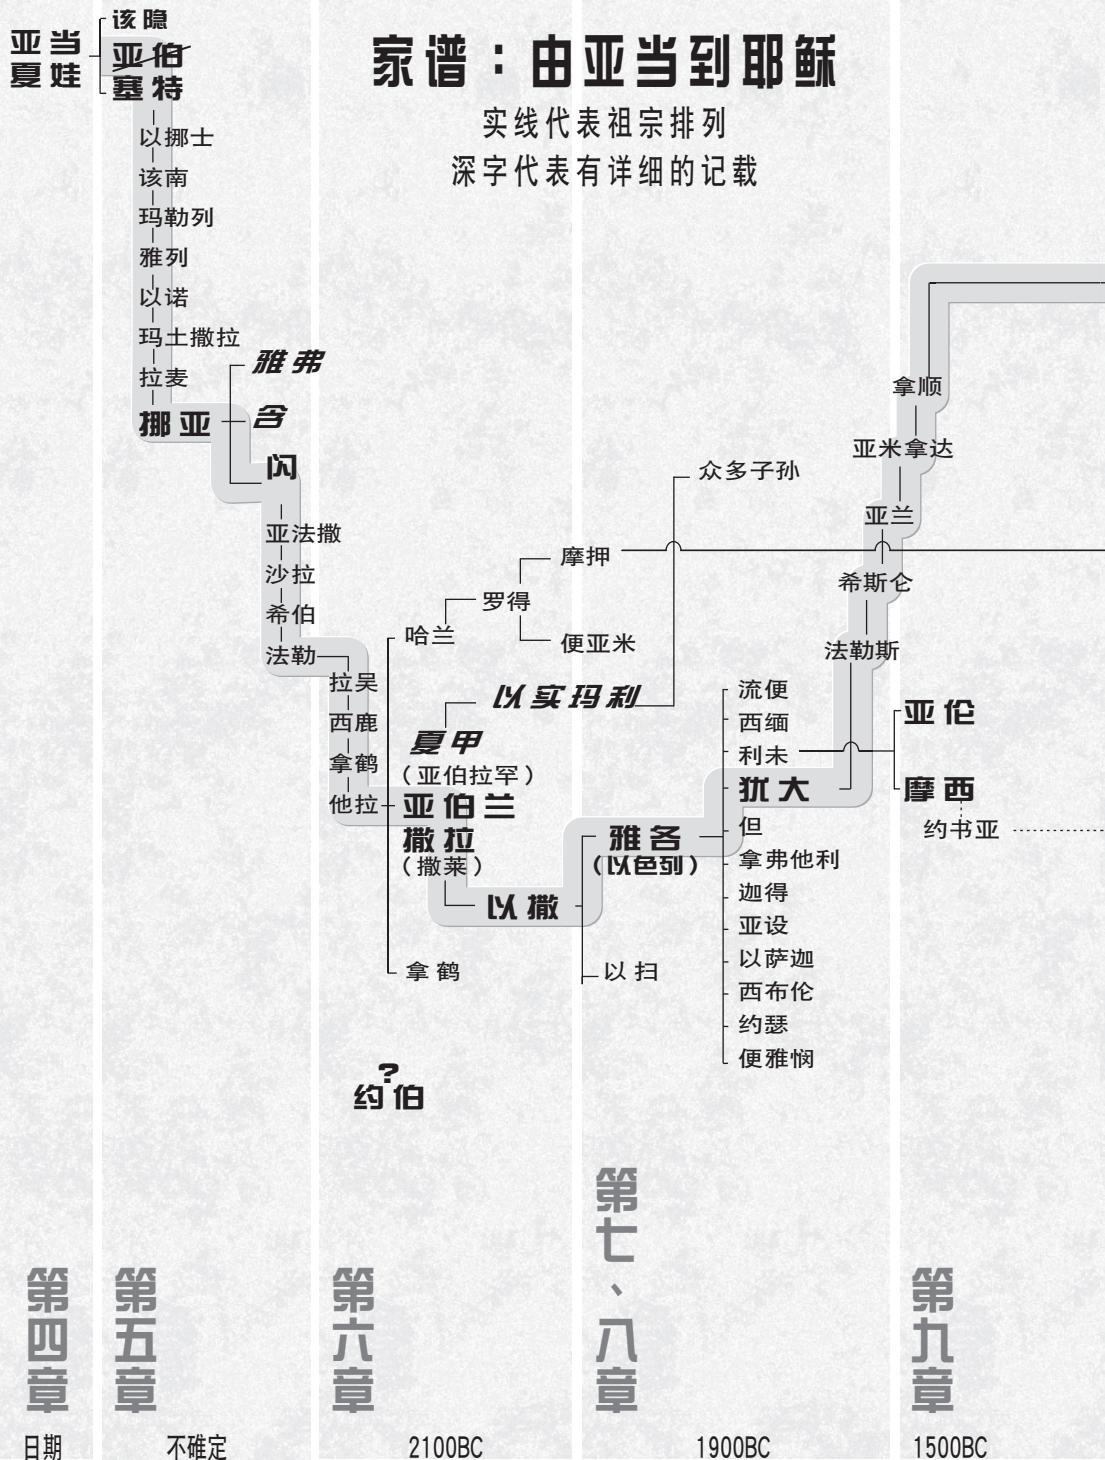 家谱：由亚当到耶稣
实线代表祖宗排列
深字代表有详细的记载
亚当
夏娃
该隐
亚伯
塞特
以挪士
该南
玛勒列
雅列
以诺
玛土撒拉
拉麦
挪亚
雅弗
含
闪
亚法撒
沙拉
希伯
法勒
拉吴
西鹿
拿鹤
他拉
哈兰
罗得
摩押
便亚米
众多子孙
以实玛利
夏甲
（亚伯拉罕）
亚伯兰
撒拉
（撒莱）
以撒
拿鹤
雅各
（以色列）
以扫
流便
西缅
利未
犹大
但
拿弗他利
迦得
亚设
以萨迦
西布伦
约瑟
便雅悯
拿顺
亚米拿达
亚兰
希斯仑
法勒斯
亚伦
摩西
约书亚
?
约伯
第四章
第五章
第六章
第七、八章
第九章
日期
不确定
2100BC
1900BC
1500BC